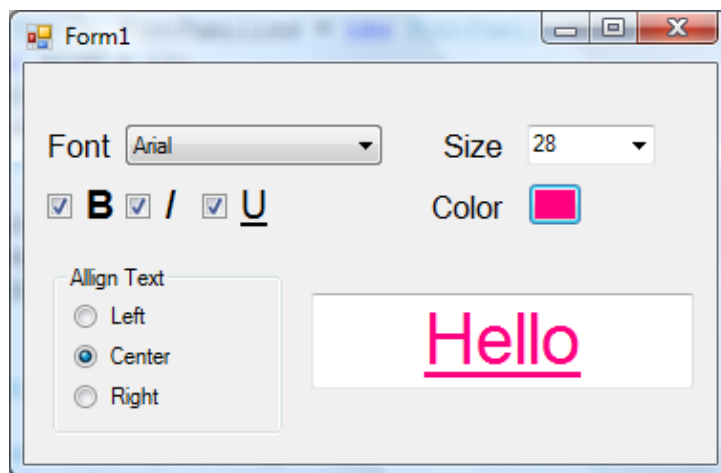 Form1
Font Arial Size 28
B I U Color
Allign Text
Left
Center
Right
Hello